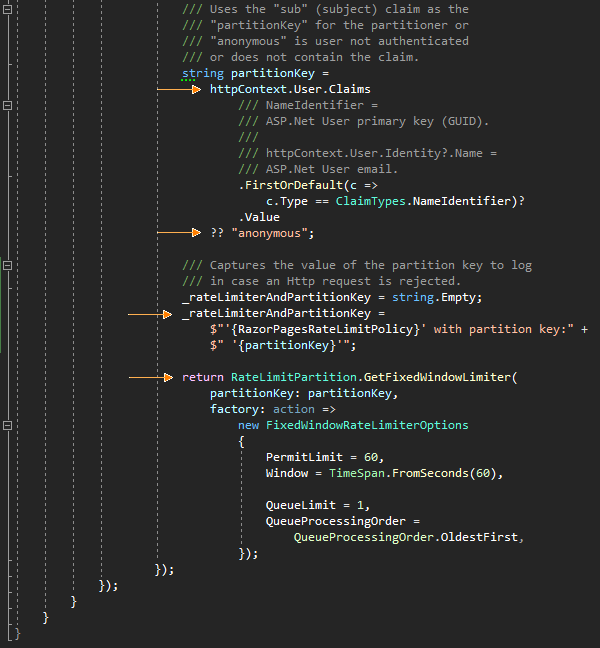 /// Uses the "sub" (subject) claim as the
/// "partitionKey" for the partitioner or
/// "anonymous" is user not authenticated
/// or does not contain the claim.
string partitionKey =
httpContext.User.Claims
/// NameIdentifier =
/// ASP.Net User primary key (GUID).
///
/// httpContext.User.Identity?.Name =
/// ASP.Net User email.
.FirstOrDefault(c =>
c.Type == ClaimTypes.NameIdentifier)?
.Value
?? "anonymous";
/// Captures the value of the partition key to log
/// in case an Http request is rejected.
_rateLimiterAndPartitionKey = string.Empty;
_rateLimiterAndPartitionKey =
$"'{RazorPagesRateLimitPolicy}' with partition key:" +
$" '{partitionKey}'";
return RateLimitPartition.GetFixedWindowLimiter(
partitionKey: partitionKey,
factory: action =>
new FixedWindowRateLimiterOptions
{
PermitLimit = 60,
Window = TimeSpan.FromSeconds(60),
QueueLimit = 1,
QueueProcessingOrder =
QueueProcessingOrder.OldestFirst,
});
});
});
}
}
}